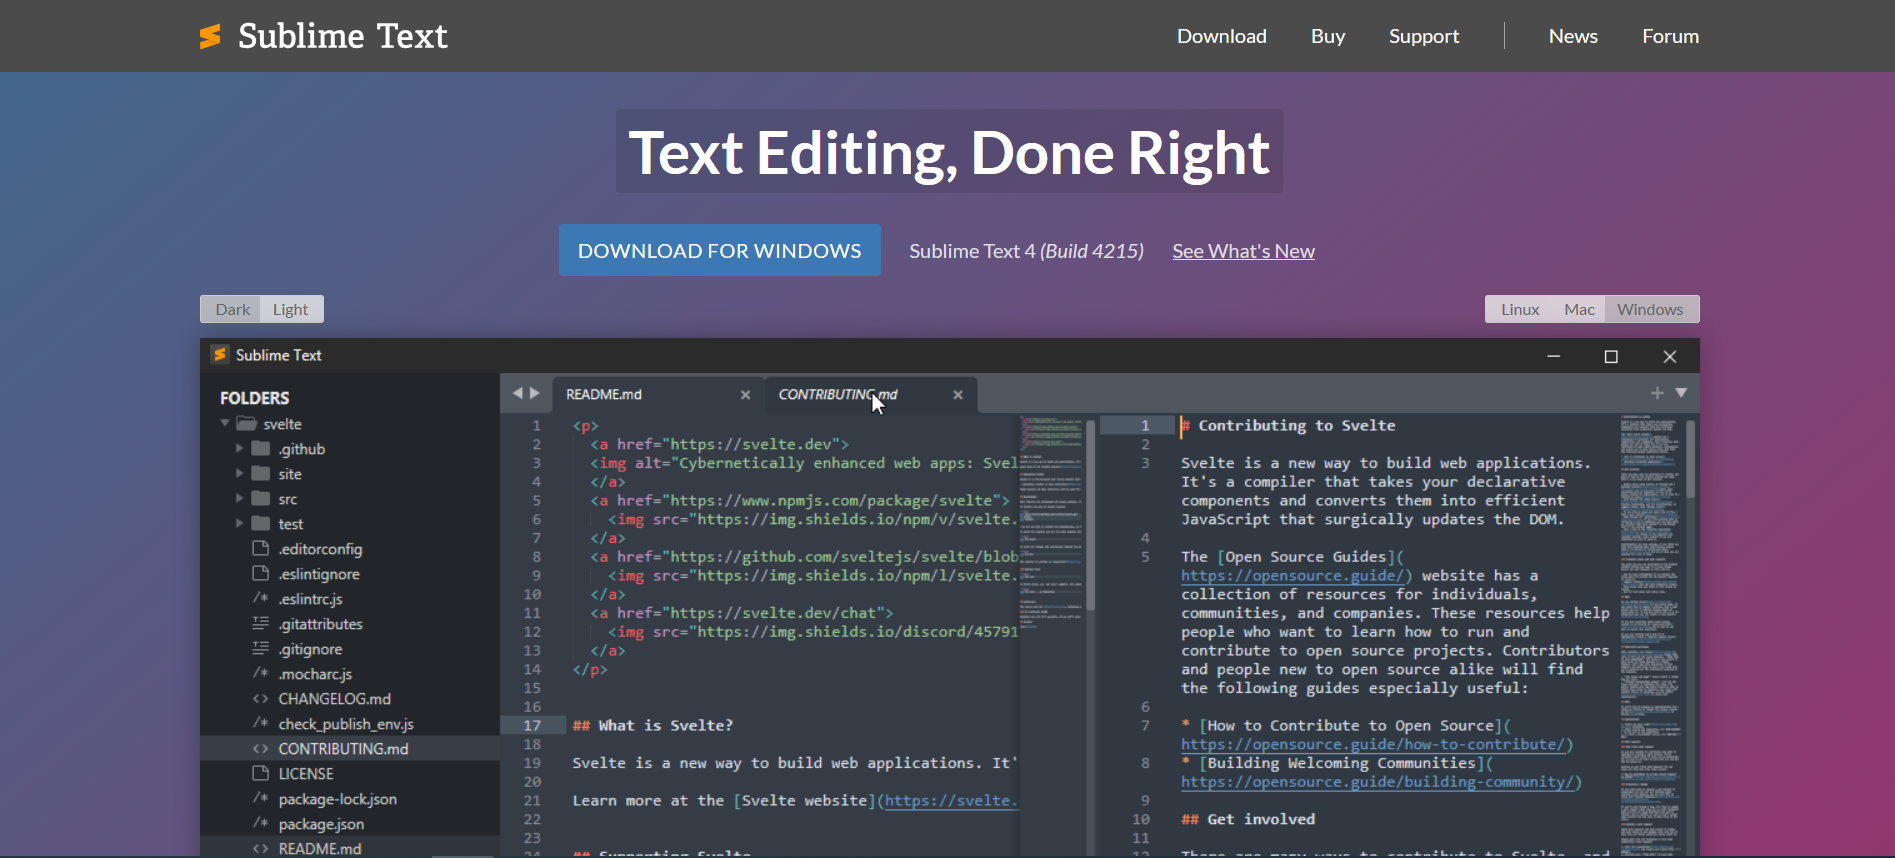 Sublime Text
Download Buy Support News Forum
Text Editing, Done Right
DOWNLOAD FOR WINDOWS Sublime Text 4 (Build 4215) See What's New
Dark Light
Linux Mac Windows
Sublime Text
FOLDERS
svelte
.github
site
src
test
.editorconfig
.eslintignore
/* .eslintrc.js
.gitattributes
.gitignore
/* .mocharc.js
<> CHANGELOG.md
/* check_publish_env.js
<> CONTRIBUTING.md
LICENSE
/* package-lock.json
/* package.json
<> README.md
README.md
CONTRIBUTING.md
1 <p>
2 <a href="https://svelte.dev">
3 <img alt="Cybernetically enhanced web apps: Svel
4 </a>
5 <a href="https://www.npmjs.com/package/svelte">
6 <img src="https://img.shields.io/npm/v/svelte.
7 </a>
8 <a href="https://github.com/sveltejs/svelte/blob
9 <img src="https://img.shields.io/npm/l/svelte.
10 </a>
11 <a href="https://svelte.dev/chat">
12 <img src="https://img.shields.io/discord/45791
13 </a>
14 </p>
15
16
17 ## What is Svelte?
18
19 Svelte is a new way to build web applications. It'
20
21 Learn more at the [Svelte website](https://svelte.
22
23
24 ## Supporting Svelte
1 # Contributing to Svelte
2
3 Svelte is a new way to build web applications.
It's a compiler that takes your declarative
components and converts them into efficient
JavaScript that surgically updates the DOM.
4
5 The [Open Source Guides](
https://opensource.guide/) website has a
collection of resources for individuals,
communities, and companies. These resources help
people who want to learn how to run and
contribute to open source projects. Contributors
and people new to open source alike will find
the following guides especially useful:
6
7 * [How to Contribute to Open Source](
https://opensource.guide/how-to-contribute/)
8 * [Building Welcoming Communities](
https://opensource.guide/building-community/)
9
10 ## Get involved
11
12 There are many ways to contribute to Svelte, and